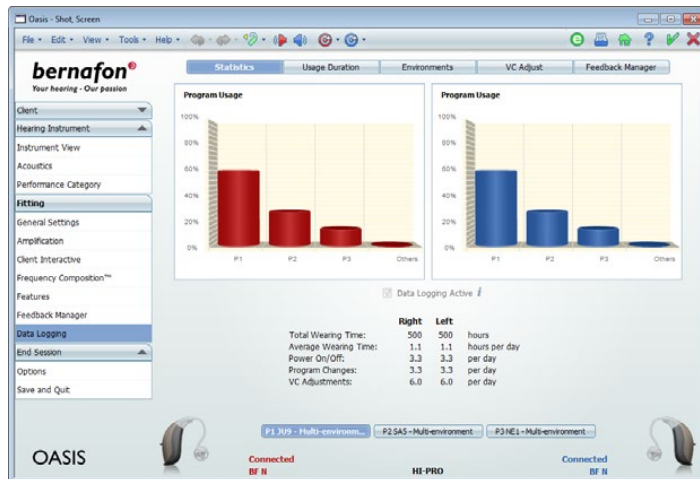 Oasis - Shot, Screen
File Edit View Tools Help
bernafon®
Your hearing · Our passion
Statistics Usage Duration Environments VC Adjust Feedback Manager
Client
Hearing Instrument
Instrument View
Acoustics
Performance Category
Fitting
General Settings
Amplification
Client Interactive
Frequency Composition™
Features
Feedback Manager
Data Logging
End Session
Options
Save and Quit
Program Usage
100%
80%
60%
40%
20%
0%
P1 P2 P3 Others
Program Usage
100%
80%
60%
40%
20%
0%
P1 P2 P3 Others
Data Logging Active i
Right Left
Total Wearing Time: 500 500 hours
Average Wearing Time: 1.1 1.1 hours per day
Power On/Off: 3.3 3.3 per day
Program Changes: 3.3 3.3 per day
VC Adjustments: 6.0 6.0 per day
P1 JU9 - Multi-environm... P2 SA5 - Multi-environment P3 NE1 - Multi-environment
OASIS
Connected
BF N
HI-PRO
Connected
BF N